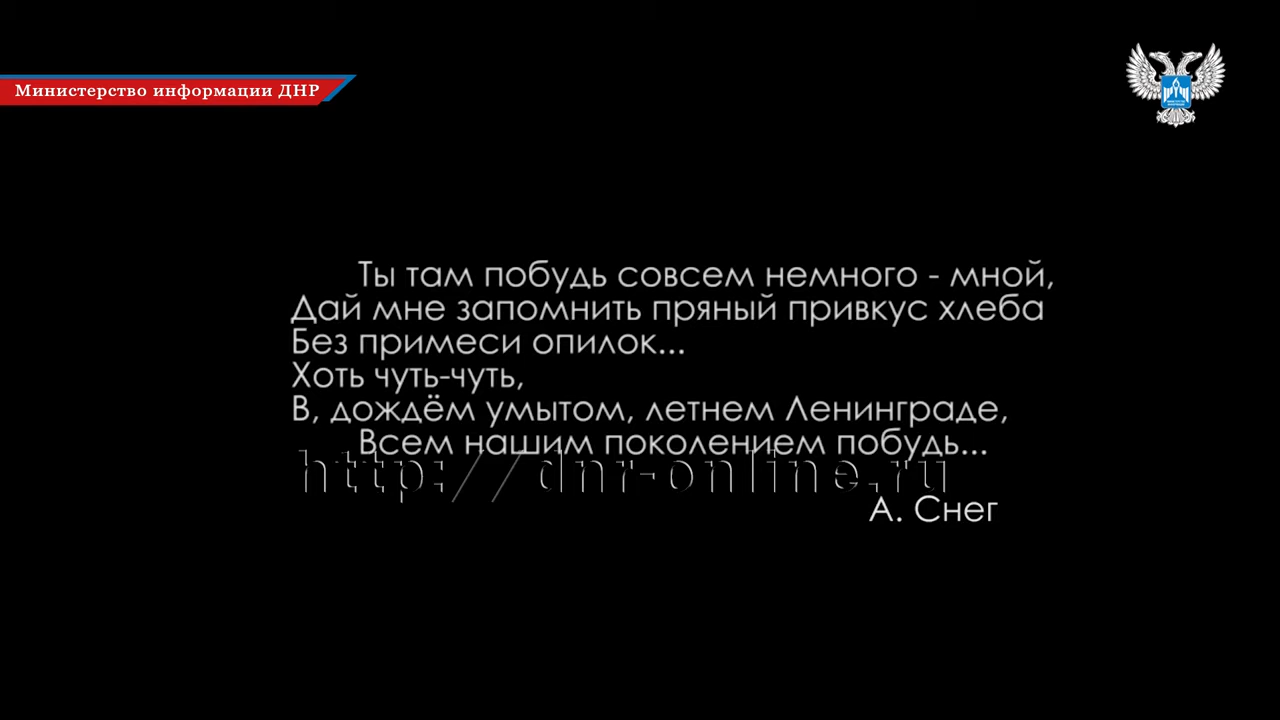 Министерство информации ДНР
Ты там побудь совсем немного - мной,
Дай мне запомнить пряный привкус хлеба
Без примеси опилок...
Хоть чуть-чуть,
В, дождём умытом, летнем Ленинграде,
Всем нашим поколением побудь...
http://dnr-online.ru
А. Снег